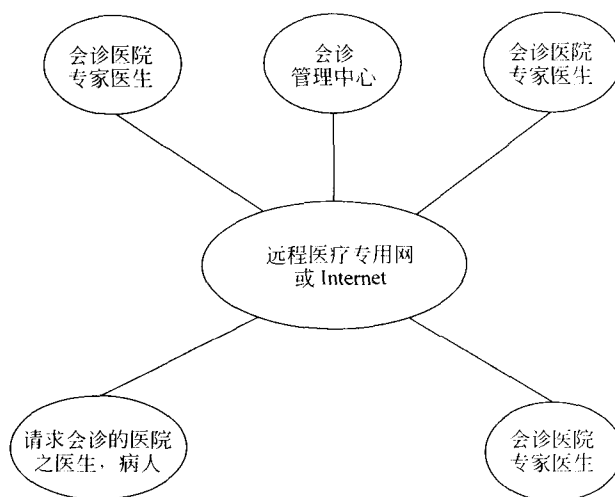 会诊医院
专家医生
会诊
管理中心
会诊医院
专家医生
远程医疗专用网
或 Internet
请求会诊的医院
之医生，病人
会诊医院
专家医生